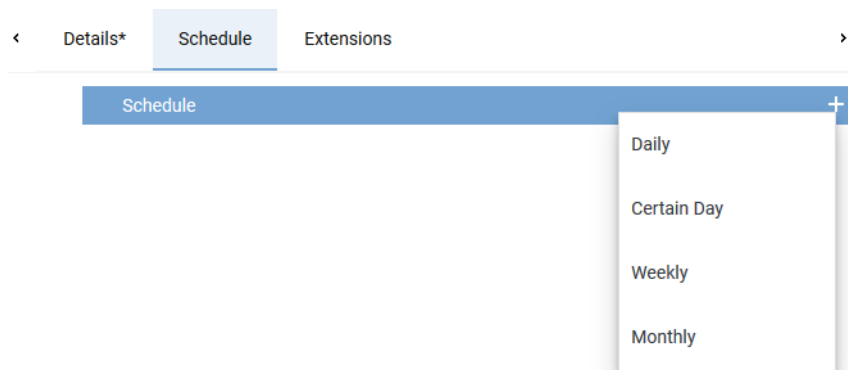 Details* Schedule Extensions
Schedule +
Daily
Certain Day
Weekly
Monthly